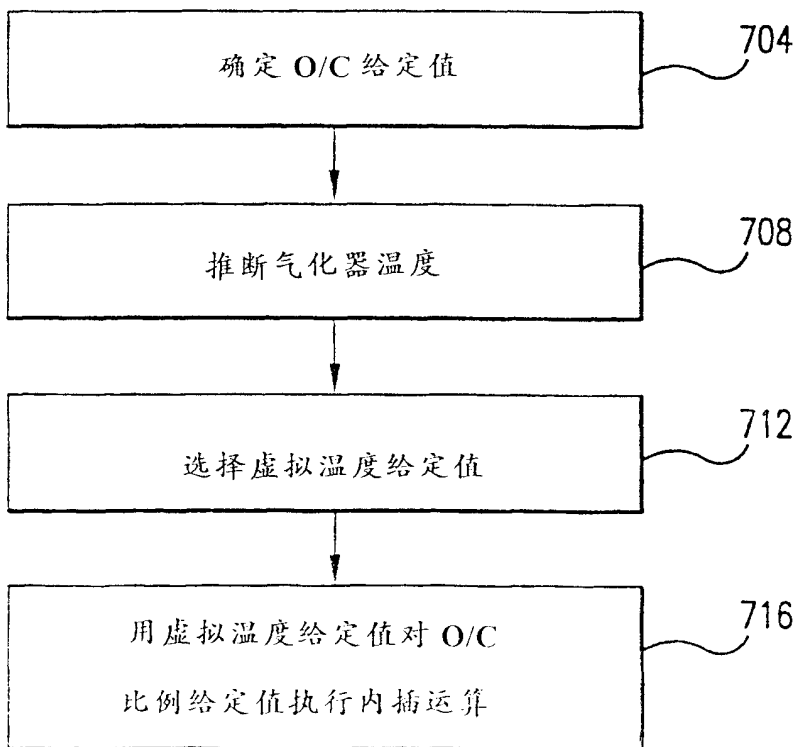 确定 O/C 给定值
704
推断气化器温度
708
选择虚拟温度给定值
712
用虚拟温度给定值对 O/C
比例给定值执行内插运算
716